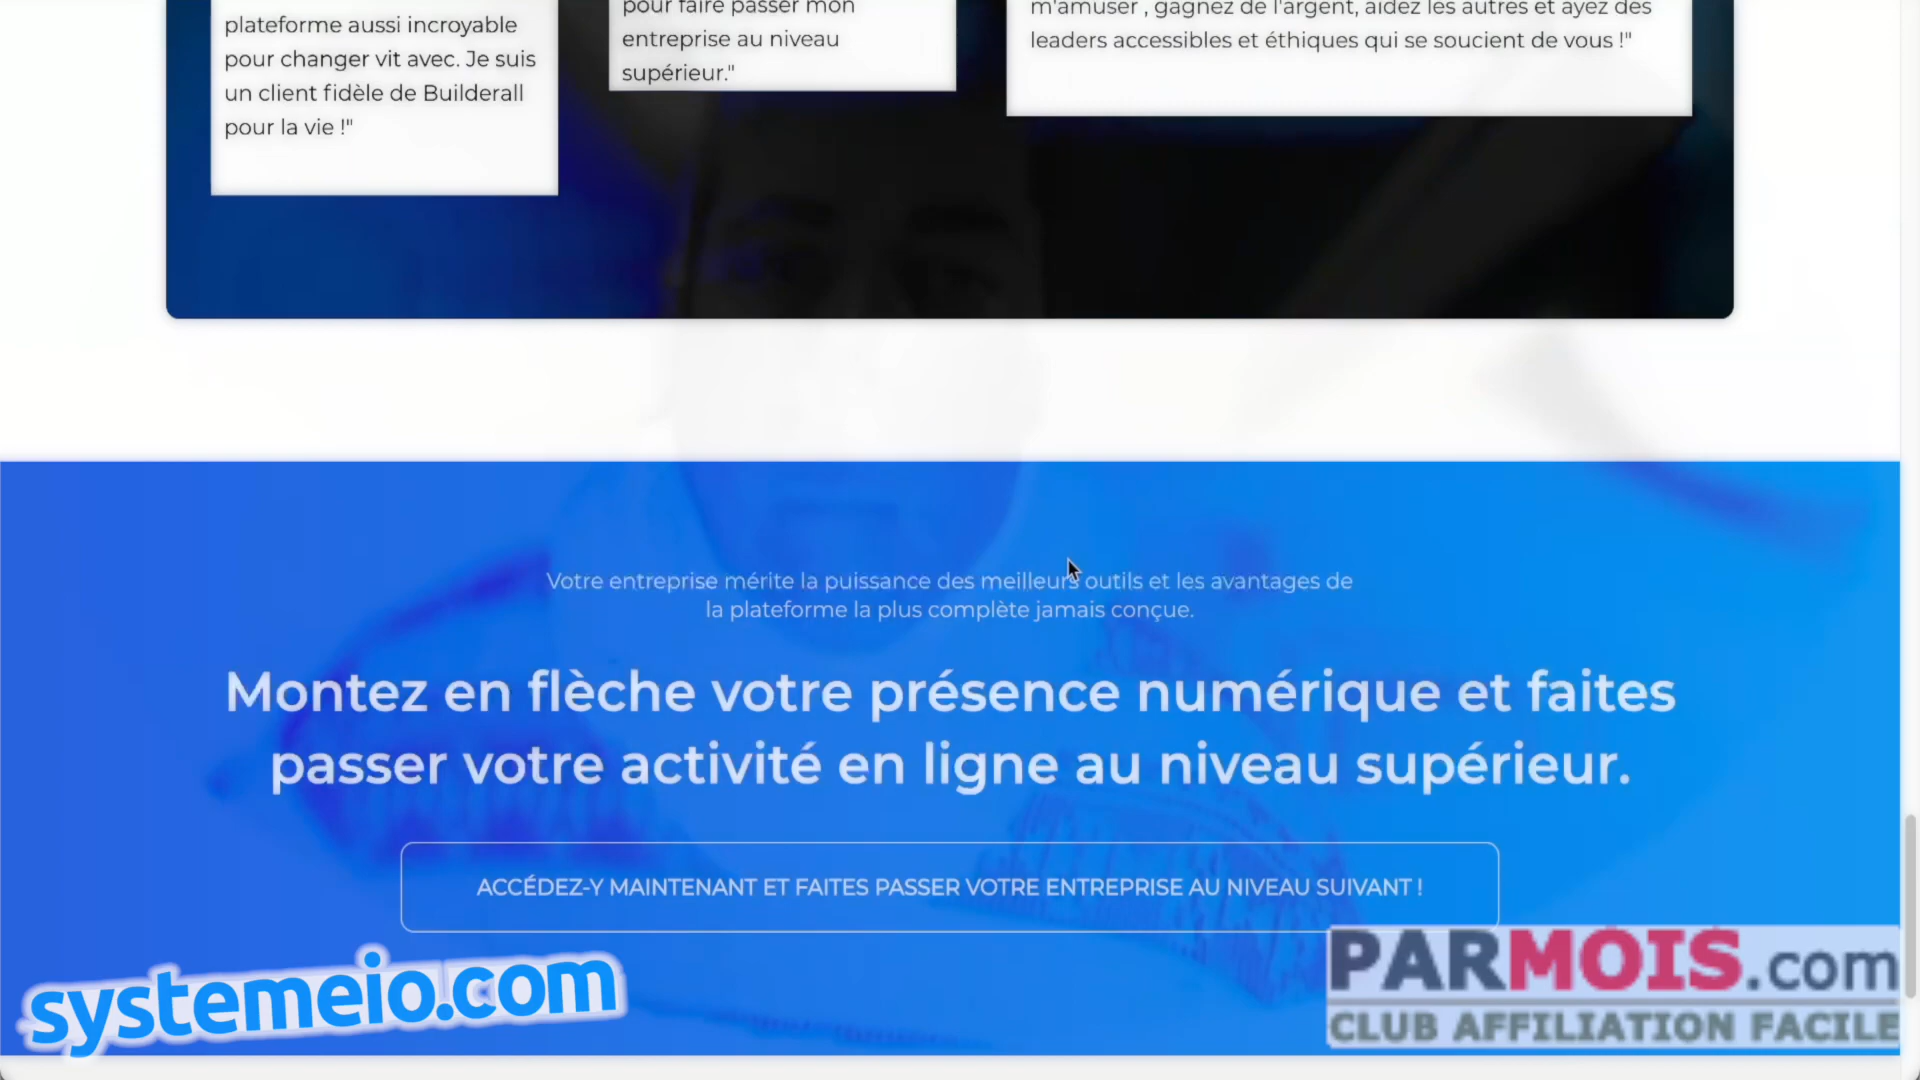 plateforme aussi incroyable
pour changer vit avec. Je suis
un client fidèle de Builderall
pour la vie !"
pour faire passer mon
entreprise au niveau
supérieur."
m'amuser , gagnez de l'argent, aidez les autres et ayez des
leaders accessibles et éthiques qui se soucient de vous !"
Votre entreprise mérite la puissance des meilleurs outils et les avantages de
la plateforme la plus complète jamais conçue.
Montez en flèche votre présence numérique et faites
passer votre activité en ligne au niveau supérieur.
ACCÉDEZ-Y MAINTENANT ET FAITES PASSER VOTRE ENTREPRISE AU NIVEAU SUIVANT !
systemeio.com
PARMOIS.com
CLUB AFFILIATION FACILE